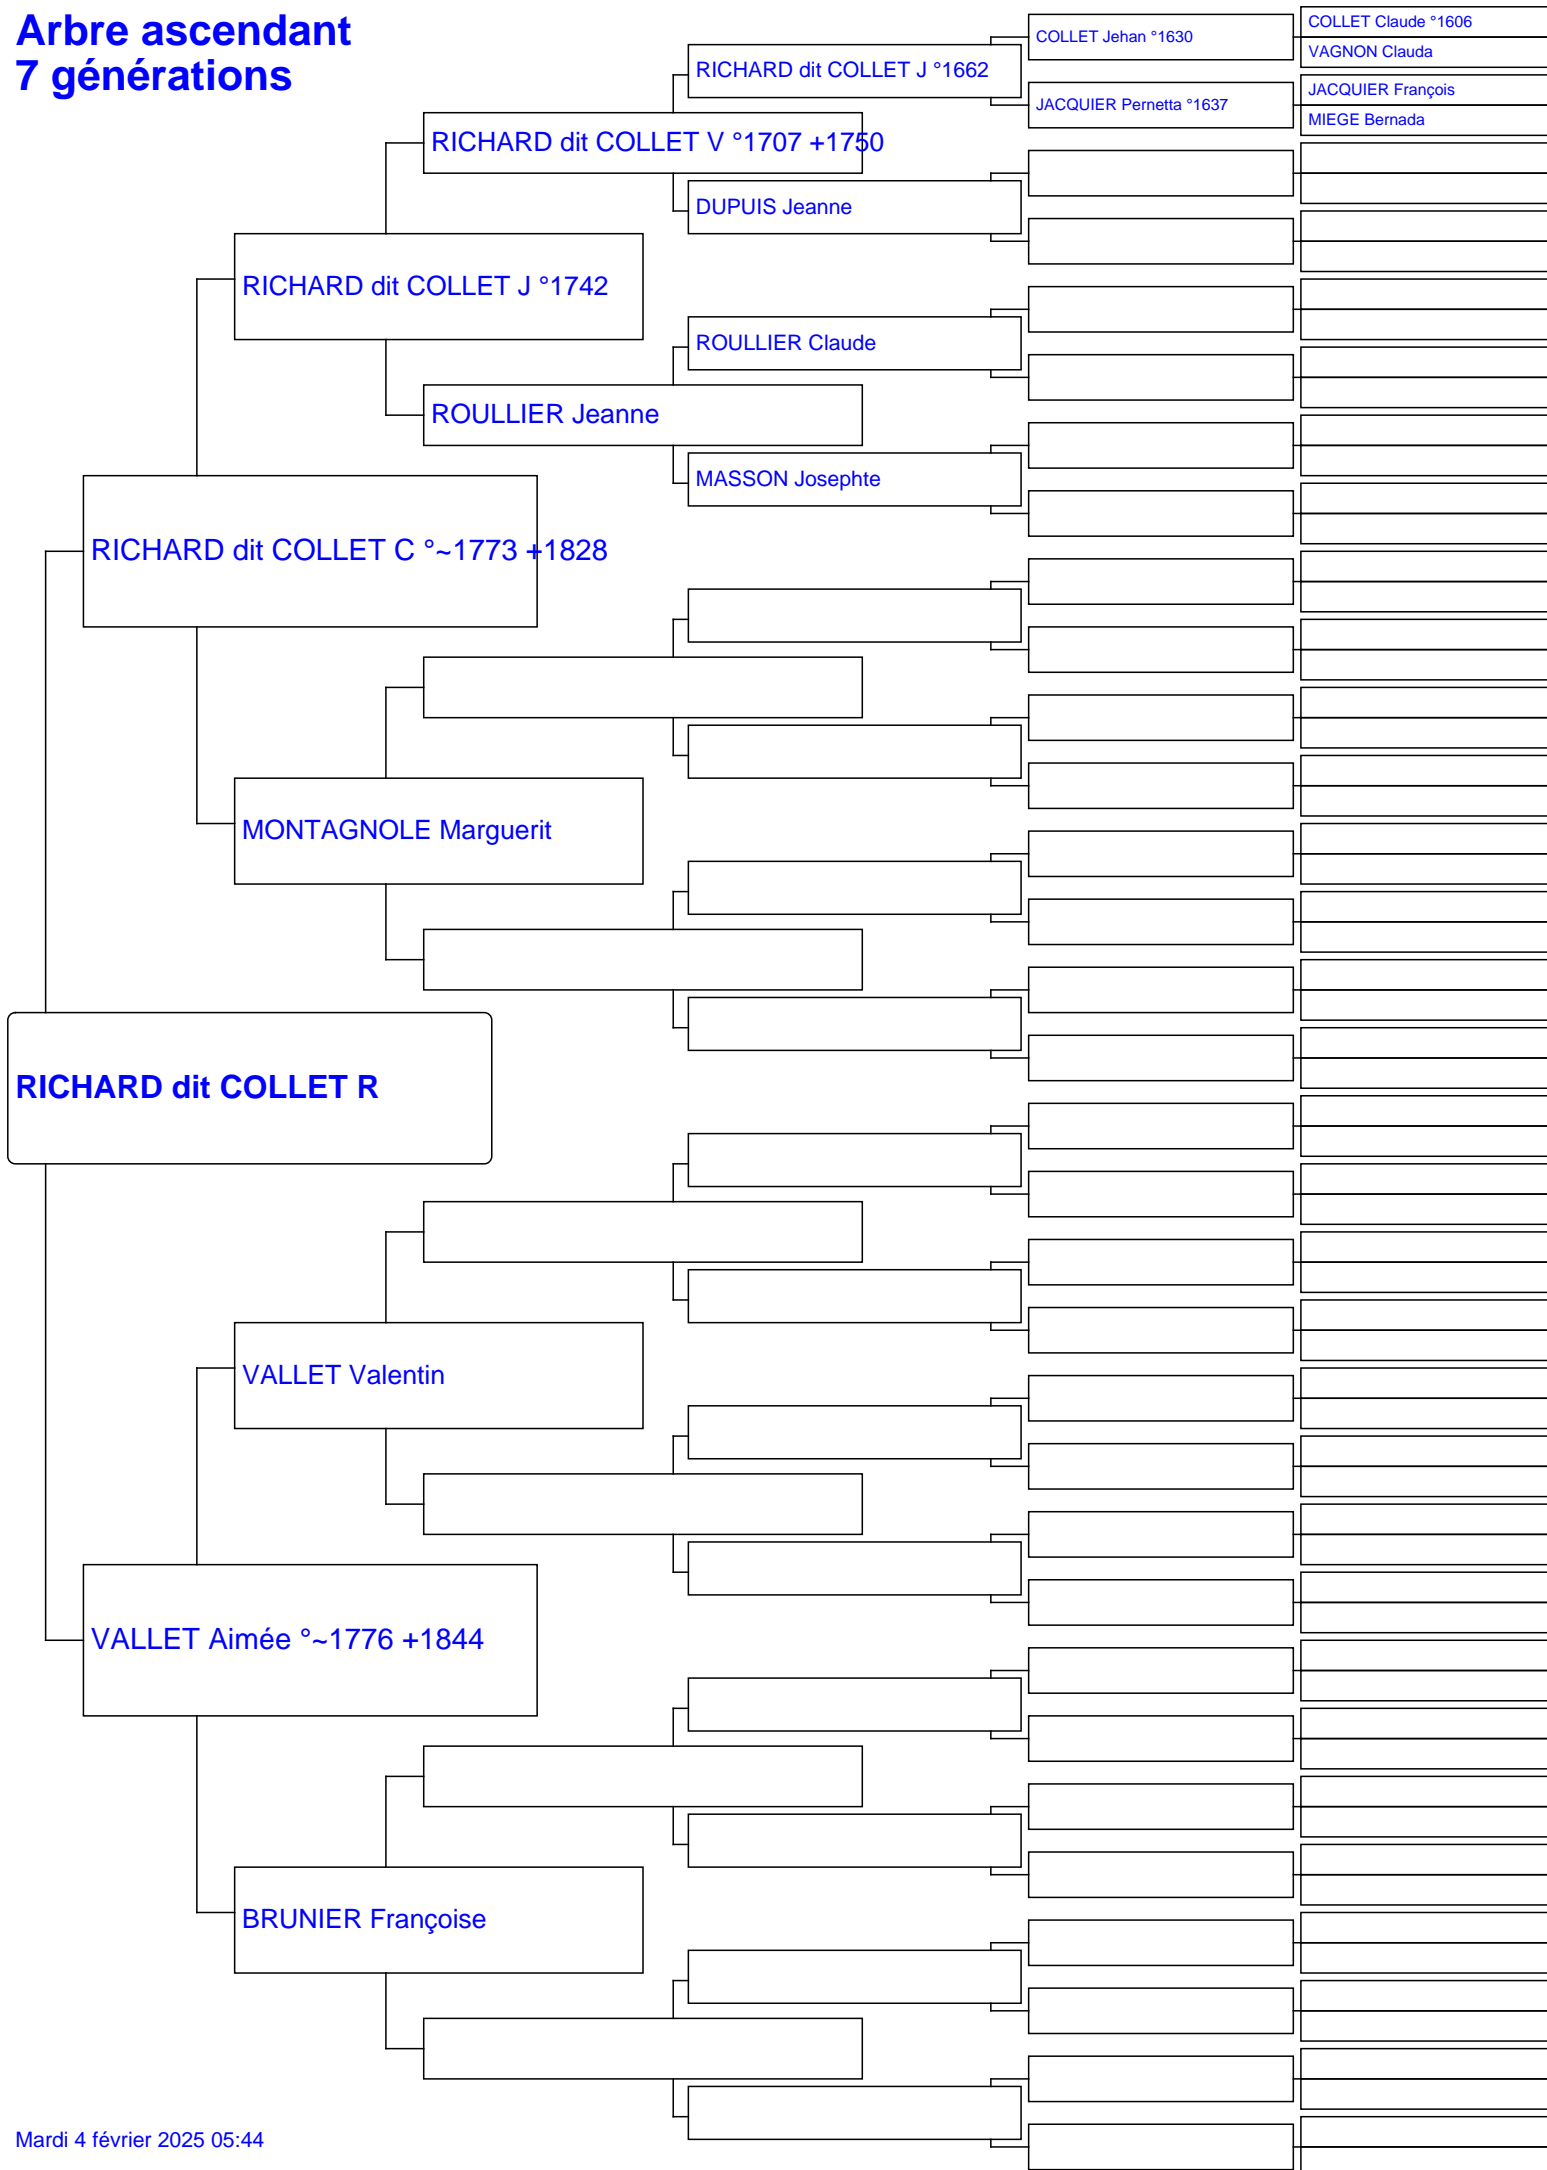 Arbre ascendant
7 générations
COLLET Claude °1606
COLLET Jehan °1630
VAGNON Clauda
RICHARD dit COLLET J °1662
JACQUIER François
JACQUIER Pernetta °1637
MIEGE Bernada
RICHARD dit COLLET V °1707 +1750
DUPUIS Jeanne
RICHARD dit COLLET J °1742
ROULLIER Claude
ROULLIER Jeanne
MASSON Josephte
RICHARD dit COLLET C °~1773 +1828
MONTAGNOLE Marguerit
RICHARD dit COLLET R
VALLET Valentin
VALLET Aimée °~1776 +1844
BRUNIER Françoise
Mardi 4 février 2025 05:44